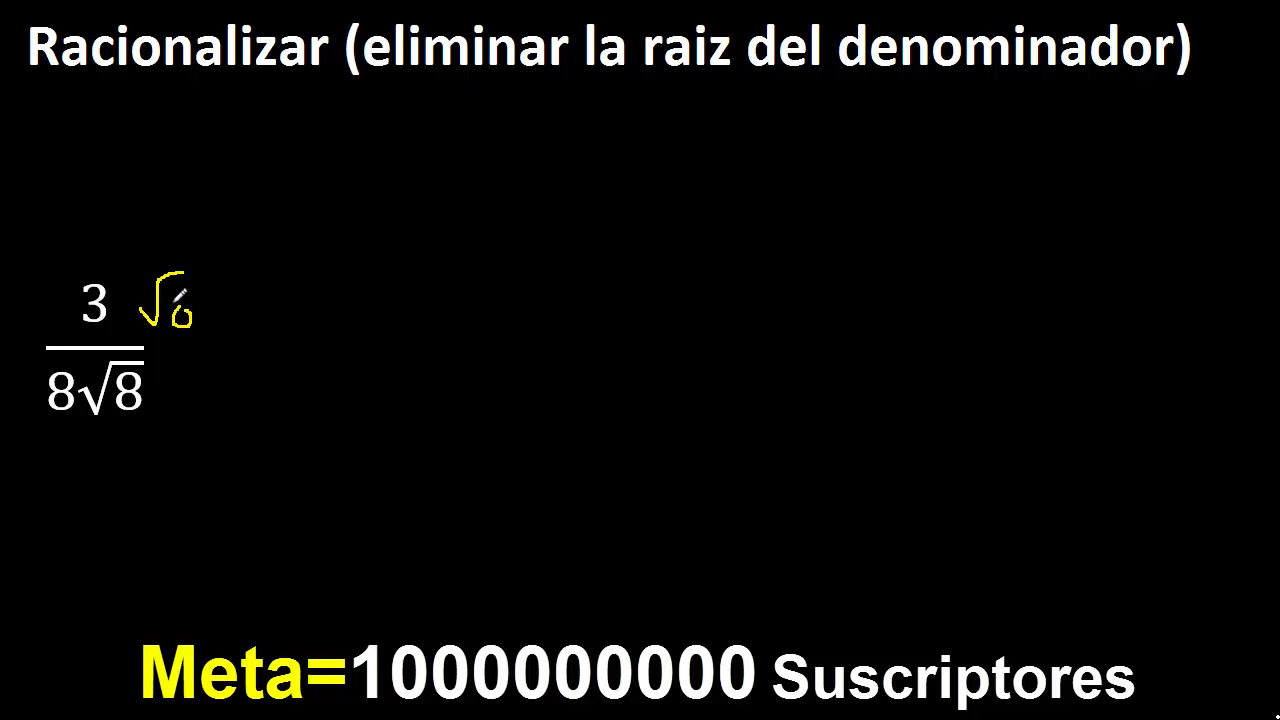 Racionalizar (eliminar la raiz del denominador)
3
8√8
Meta=1000000000 Suscriptores